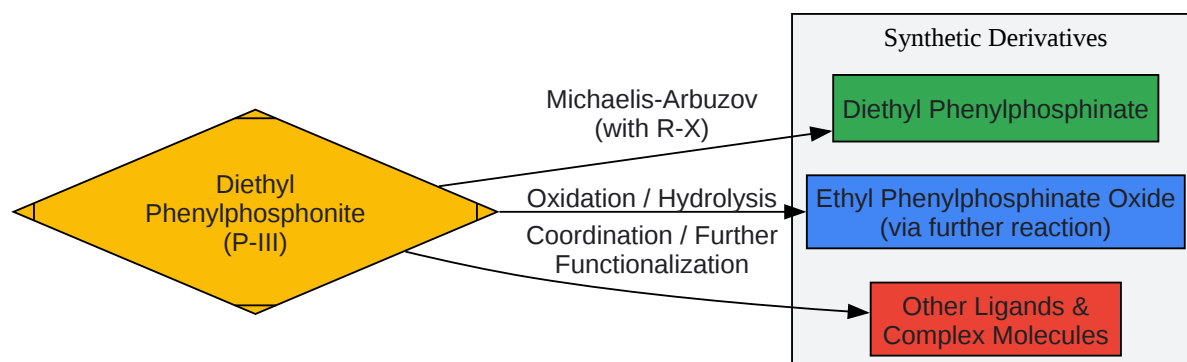 Synthetic Derivatives
Michaelis-Arbuzov
(with R-X)
Diethyl Phenylphosphinate
Diethyl
Phenylphosphonite
(P-III)
Oxidation / Hydrolysis
Ethyl Phenylphosphinate Oxide
(via further reaction)
Coordination / Further
Functionalization
Other Ligands &
Complex Molecules